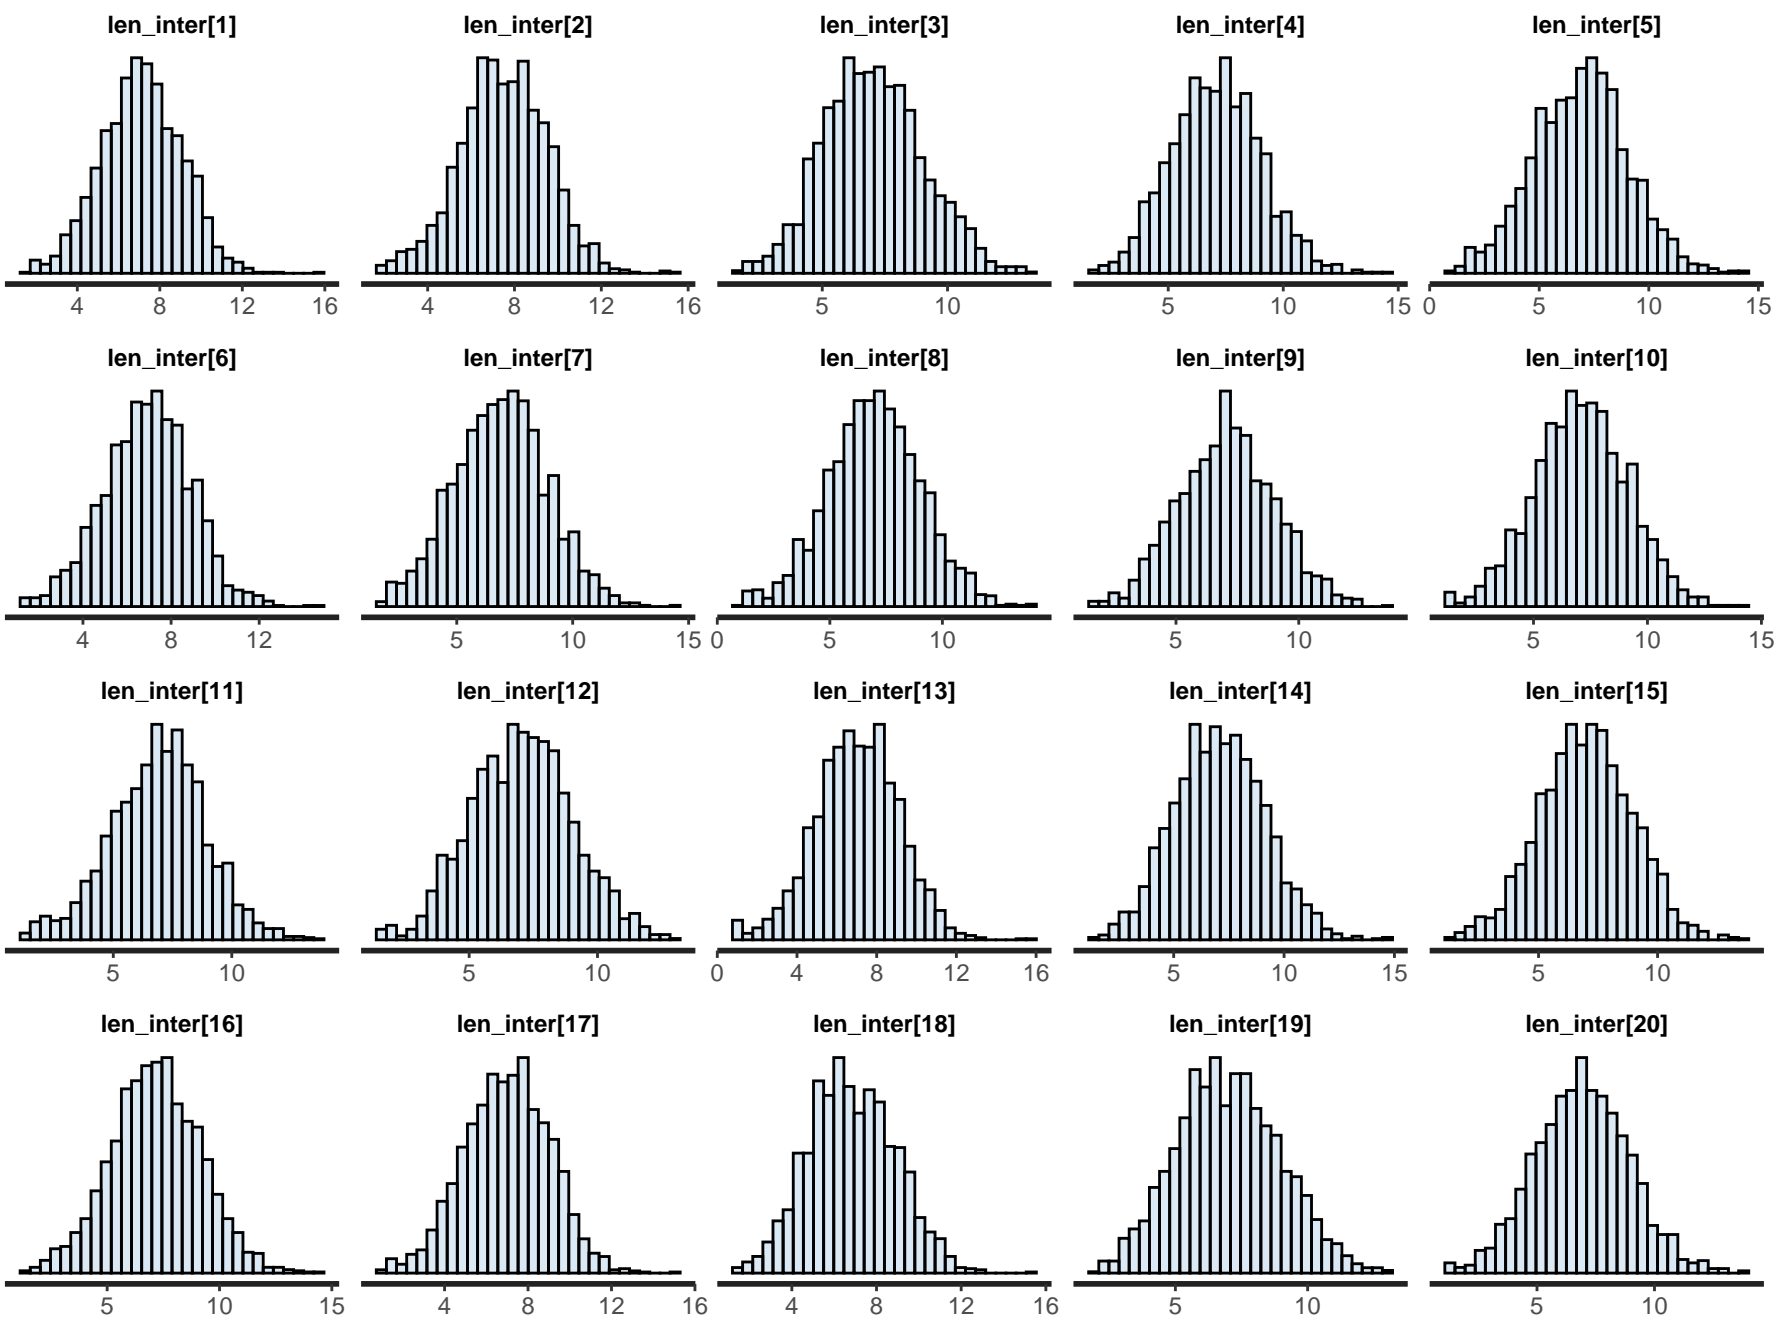 len_inter[1] len_inter[2] len_inter[3] len_inter[4] len_inter[5]
4 8 12 16 4 8 12 16 5 10 5 10 15 0 5 10 15
len_inter[6] len_inter[7] len_inter[8] len_inter[9] len_inter[10]
4 8 12 5 10 15 0 5 10 5 10 5 10 15
len_inter[11] len_inter[12] len_inter[13] len_inter[14] len_inter[15]
5 10 5 10 0 4 8 12 16 5 10 15 5 10
len_inter[16] len_inter[17] len_inter[18] len_inter[19] len_inter[20]
5 10 15 4 8 12 16 4 8 12 16 5 10 5 10